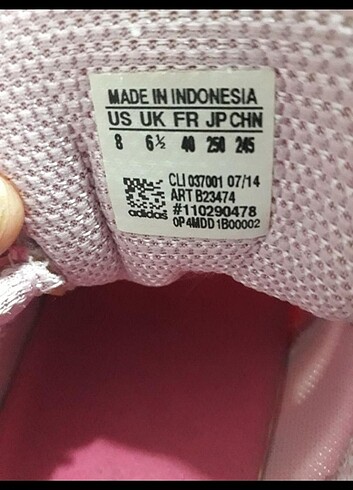 MADE IN INDONESIA
US UK FR JP CHN
8 6½ 40 250 245
CLI 037001 07/14
ART B23474
adidas #110290478
0P4MDD1B00002